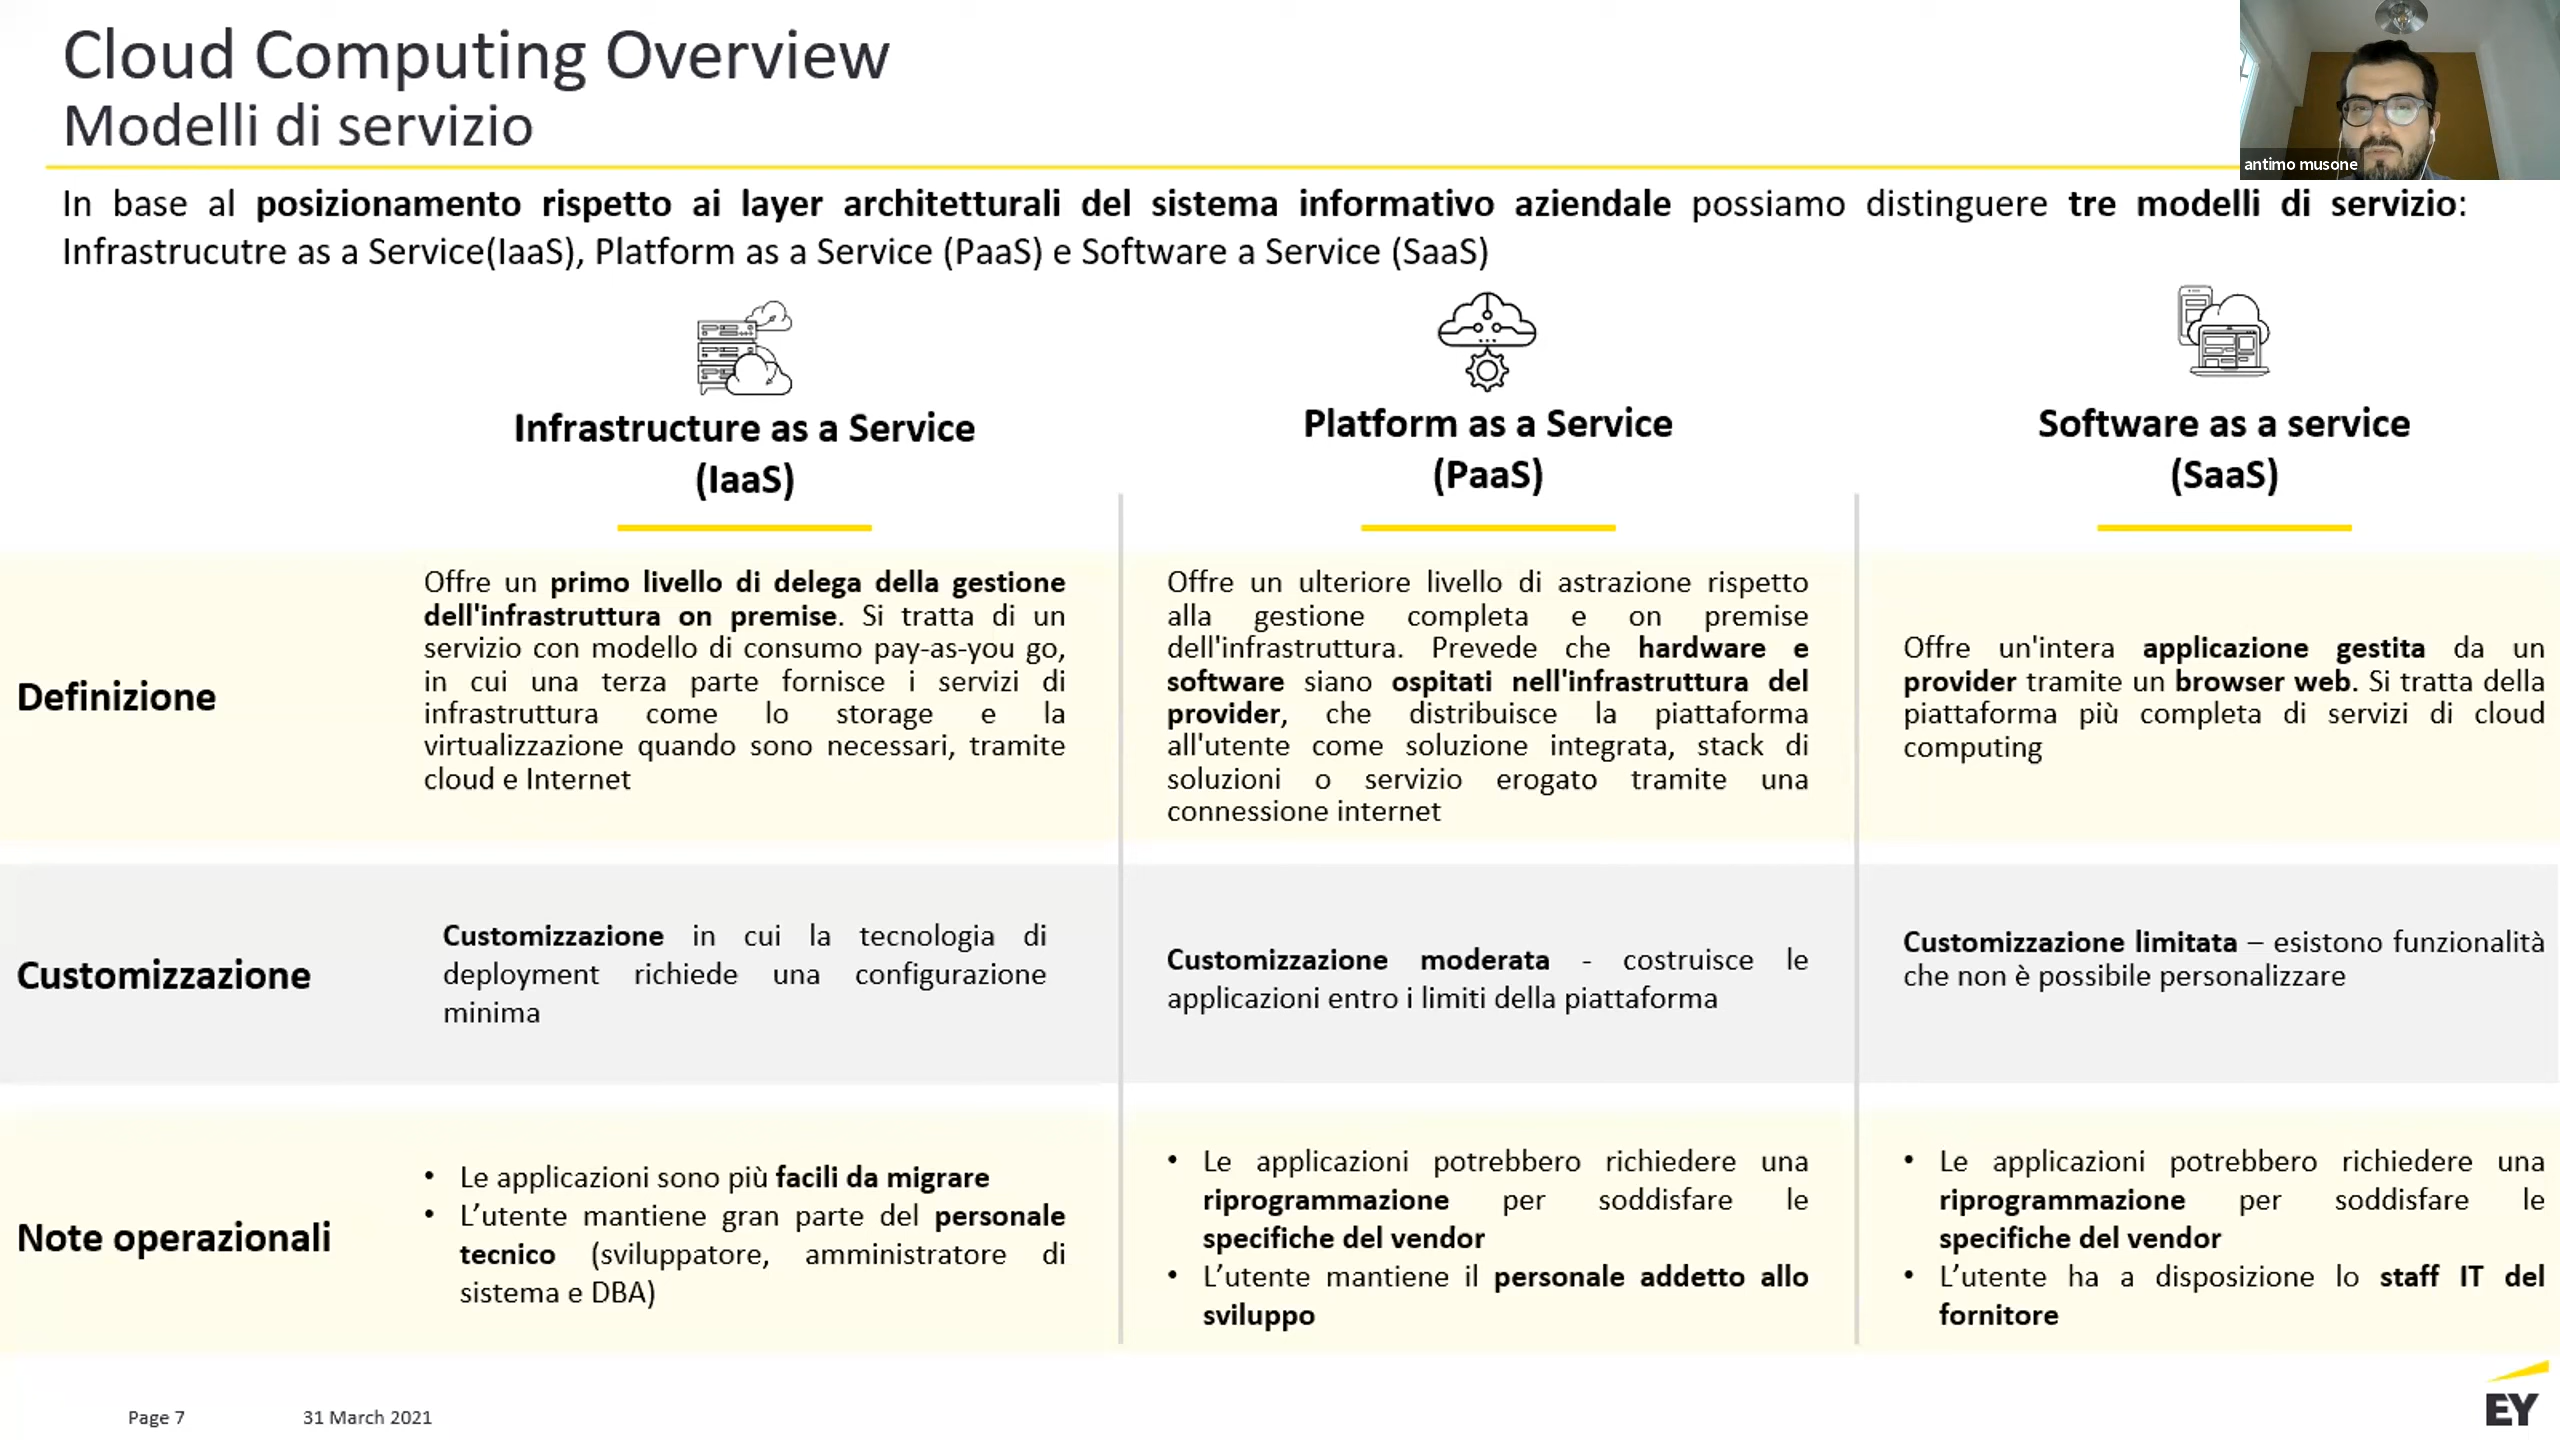 Cloud Computing Overview
Modelli di servizio
antimo musone
In base al posizionamento rispetto ai layer architetturali del sistema informativo aziendale possiamo distinguere tre modelli di servizio:
Infrastrucutre as a Service(IaaS), Platform as a Service (PaaS) e Software a Service (SaaS)
Infrastructure as a Service
(IaaS)
Platform as a Service
(PaaS)
Software as a service
(SaaS)
Definizione
Offre un primo livello di delega della gestione
dell'infrastruttura on premise. Si tratta di un
servizio con modello di consumo pay-as-you go,
in cui una terza parte fornisce i servizi di
infrastruttura come lo storage e la
virtualizzazione quando sono necessari, tramite
cloud e Internet
Offre un ulteriore livello di astrazione rispetto
alla gestione completa e on premise
dell'infrastruttura. Prevede che hardware e
software siano ospitati nell'infrastruttura del
provider, che distribuisce la piattaforma
all'utente come soluzione integrata, stack di
soluzioni o servizio erogato tramite una
connessione internet
Offre un'intera applicazione gestita da un
provider tramite un browser web. Si tratta della
piattaforma più completa di servizi di cloud
computing
Customizzazione
Customizzazione in cui la tecnologia di
deployment richiede una configurazione
minima
Customizzazione moderata - costruisce le
applicazioni entro i limiti della piattaforma
Customizzazione limitata – esistono funzionalità
che non è possibile personalizzare
Note operazionali
• Le applicazioni sono più facili da migrare
• L’utente mantiene gran parte del personale
tecnico (sviluppatore, amministratore di
sistema e DBA)
• Le applicazioni potrebbero richiedere una
riprogrammazione per soddisfare le
specifiche del vendor
• L’utente mantiene il personale addetto allo
sviluppo
• Le applicazioni potrebbero richiedere una
riprogrammazione per soddisfare le
specifiche del vendor
• L’utente ha a disposizione lo staff IT del
fornitore
Page 7
31 March 2021
EY